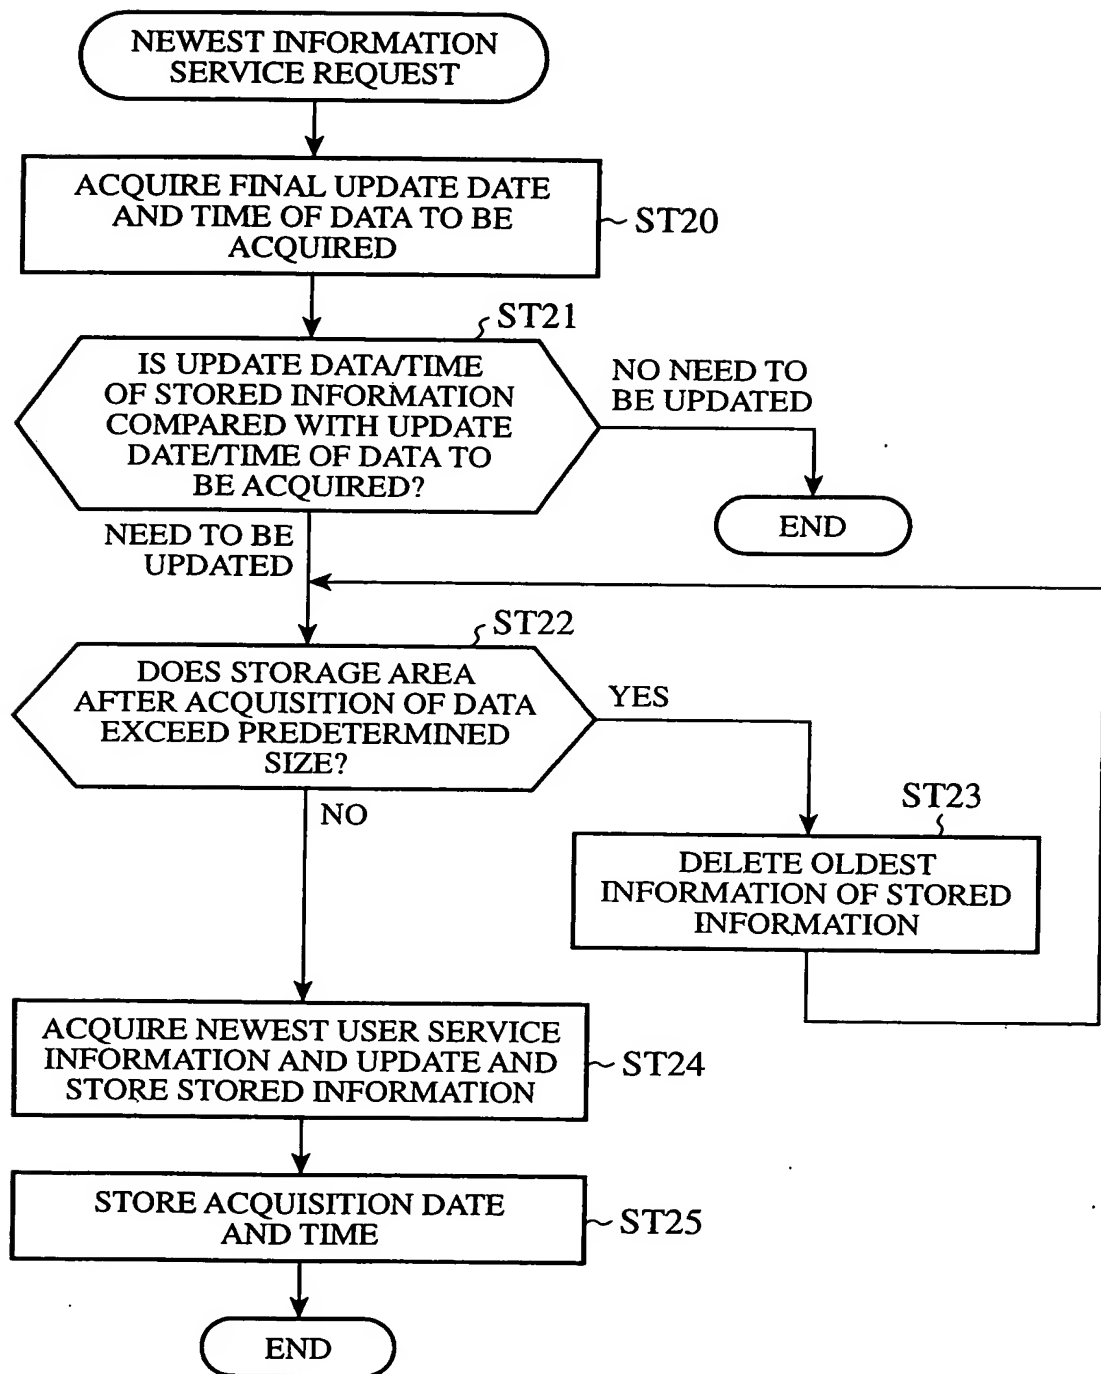 NEWEST INFORMATION
SERVICE REQUEST
ACQUIRE FINAL UPDATE DATE
AND TIME OF DATA TO BE
ACQUIRED
ST20
ST21
IS UPDATE DATA/TIME
OF STORED INFORMATION
COMPARED WITH UPDATE
DATE/TIME OF DATA TO
BE ACQUIRED?
NO NEED TO
BE UPDATED
END
NEED TO BE
UPDATED
ST22
DOES STORAGE AREA
AFTER ACQUISITION OF DATA
EXCEED PREDETERMINED
SIZE?
YES
NO
ST23
DELETE OLDEST
INFORMATION OF STORED
INFORMATION
ACQUIRE NEWEST USER SERVICE
INFORMATION AND UPDATE AND
STORE STORED INFORMATION
ST24
STORE ACQUISITION DATE
AND TIME
ST25
END